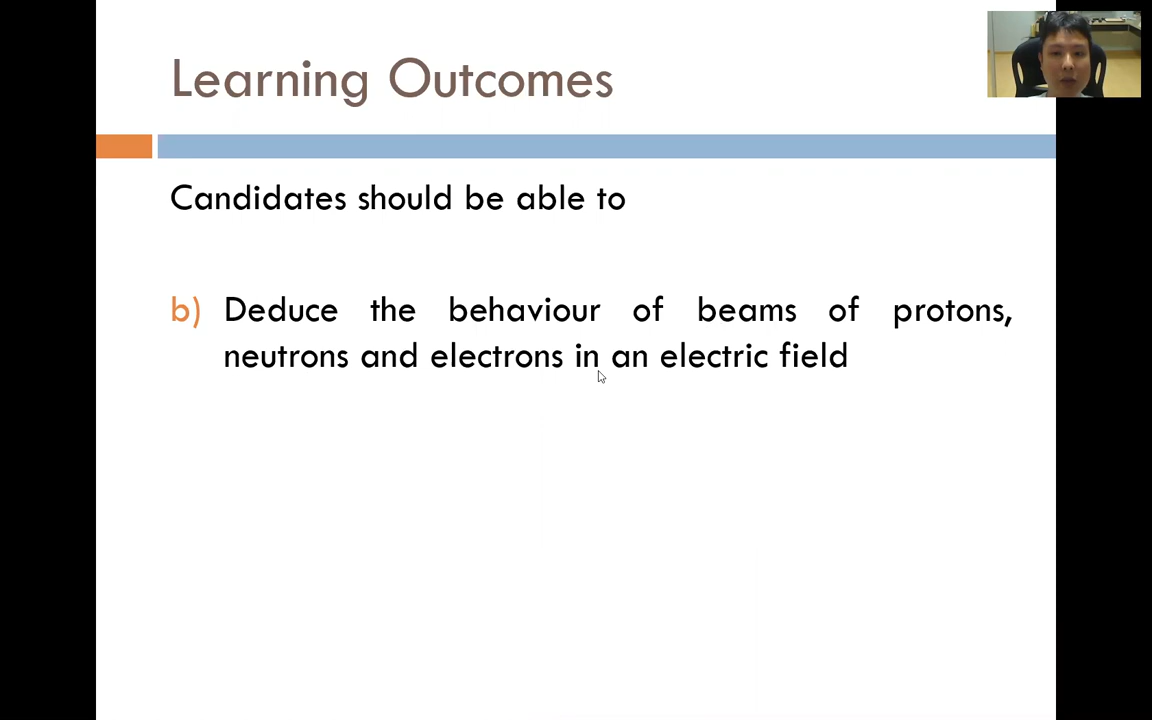 Learning Outcomes
Candidates should be able to
b) Deduce the behaviour of beams of protons,
neutrons and electrons in an electric field